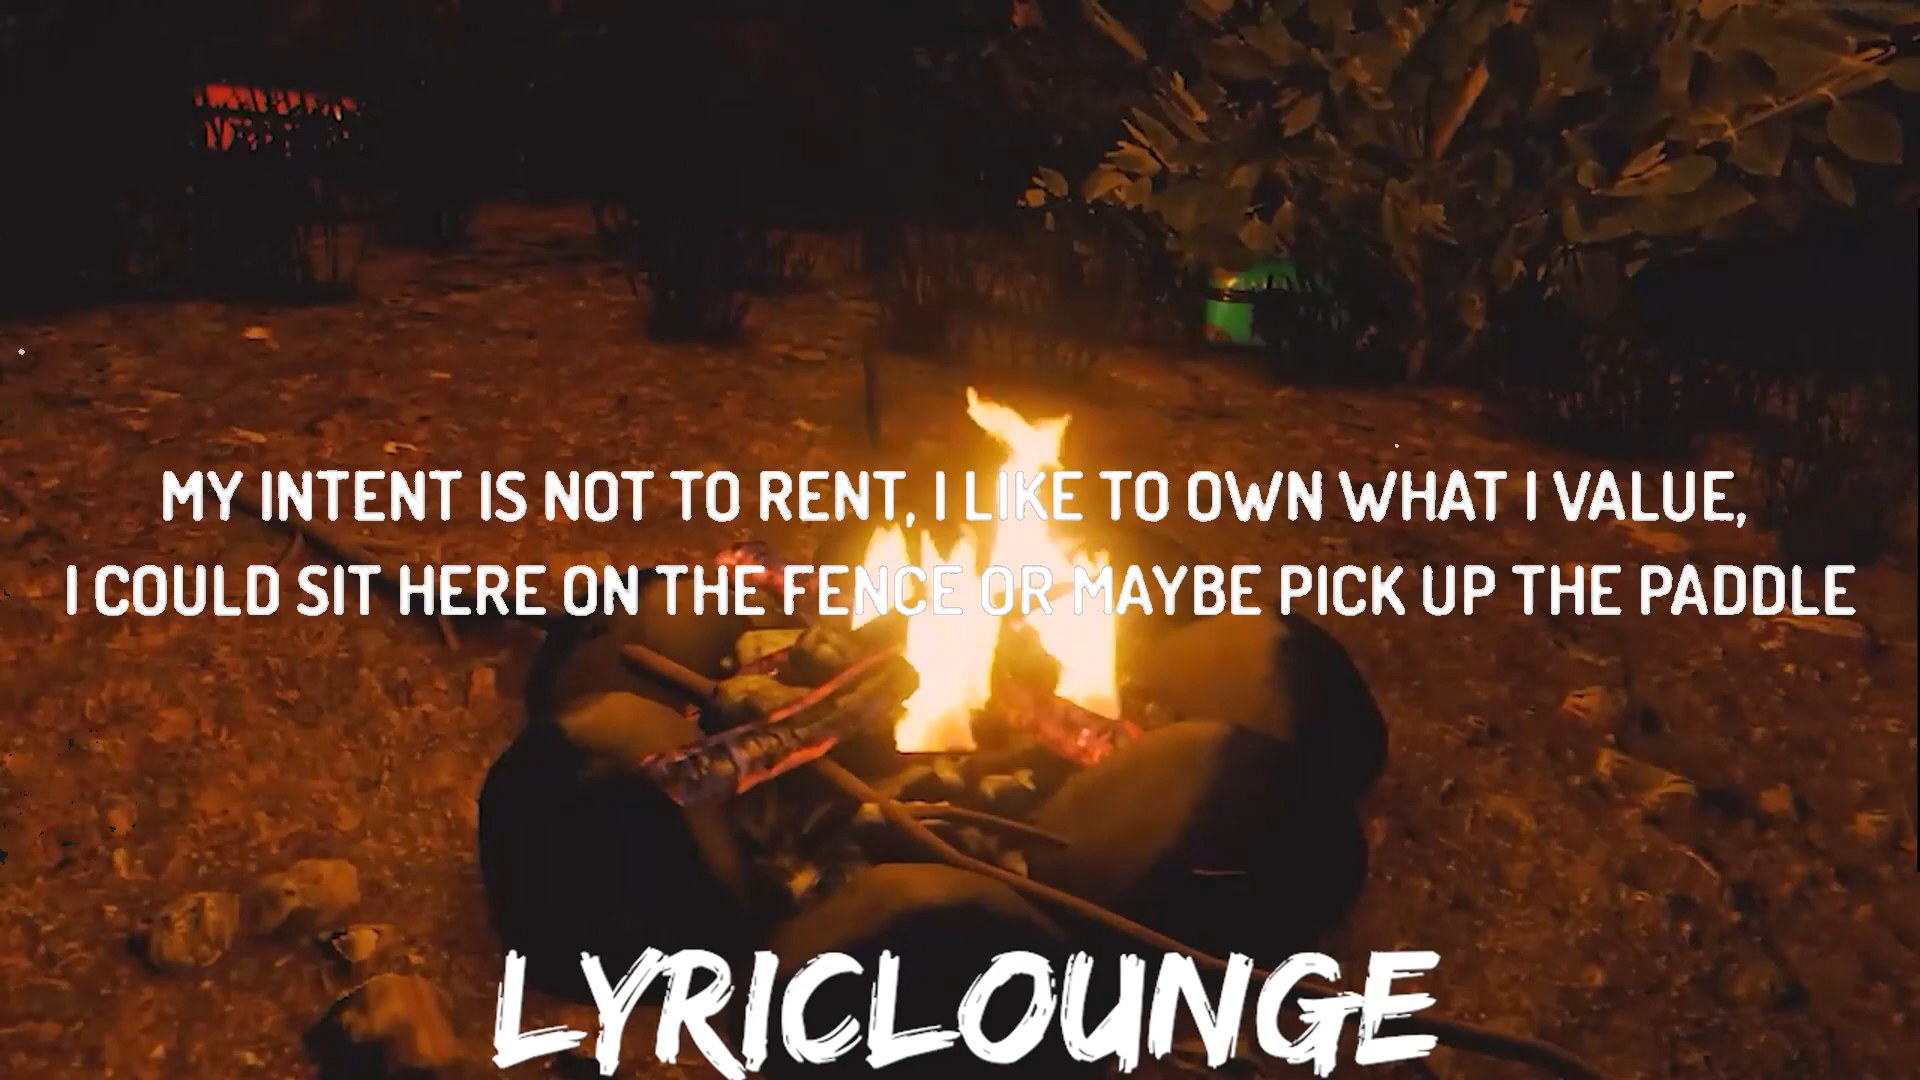 MY INTENT IS NOT TO RENT, I LIKE TO OWN WHAT I VALUE,
I COULD SIT HERE ON THE FENCE OR MAYBE PICK UP THE PADDLE
LYRICLOUNGE